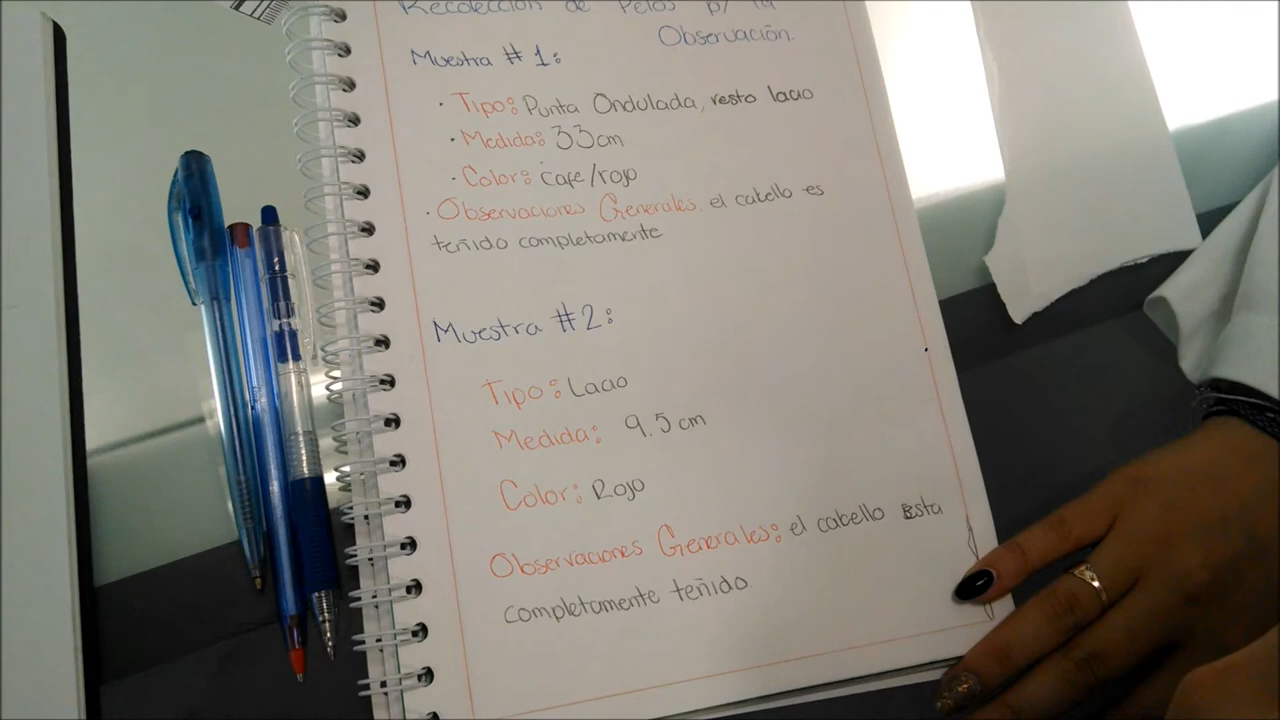 Recolección de Pelos p/ la
Observación.
Muestra # 1:
· Tipo: Punta Ondulada, resto lacio
· Medida: 33cm
· Color: cafe/rojo
· Observaciones Generales. el cabello es
teñido completamente
Muestra #2:
Tipo: Lacio
Medida: 9.5 cm
Color: Rojo
Observaciones Generales: el cabello esta
completamente teñido.